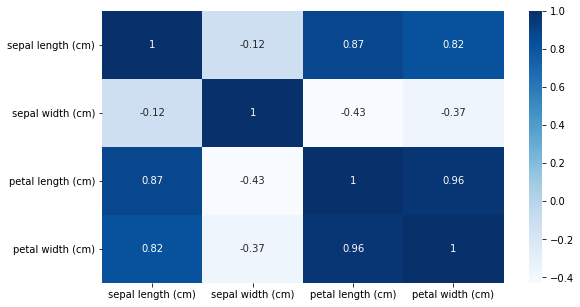 sepal length (cm) 1 -0.12 0.87 0.82
sepal width (cm) -0.12 1 -0.43 -0.37
petal length (cm) 0.87 -0.43 1 0.96
petal width (cm) 0.82 -0.37 0.96 1
sepal length (cm) sepal width (cm) petal length (cm) petal width (cm)
1.0
0.8
0.6
0.4
0.2
0.0
−0.2
−0.4